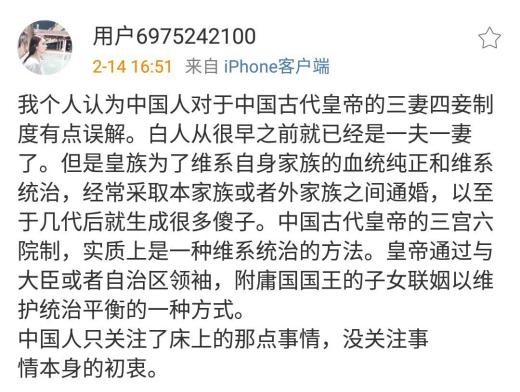 用户6975242100
2-14 16:51 来自 iPhone客户端
我个人认为中国人对于中国古代皇帝的三妻四妾制
度有点误解。白人从很早之前就已经是一夫一妻
了。但是皇族为了维系自身家族的血统纯正和维系
统治，经常采取本家族或者外家族之间通婚，以至
于几代后就生成很多傻子。中国古代皇帝的三宫六
院制，实质上是一种维系统治的方法。皇帝通过与
大臣或者自治区领袖，附庸国国王的子女联姻以维
护统治平衡的一种方式。
中国人只关注了床上的那点事情，没关注事
情本身的初衷。